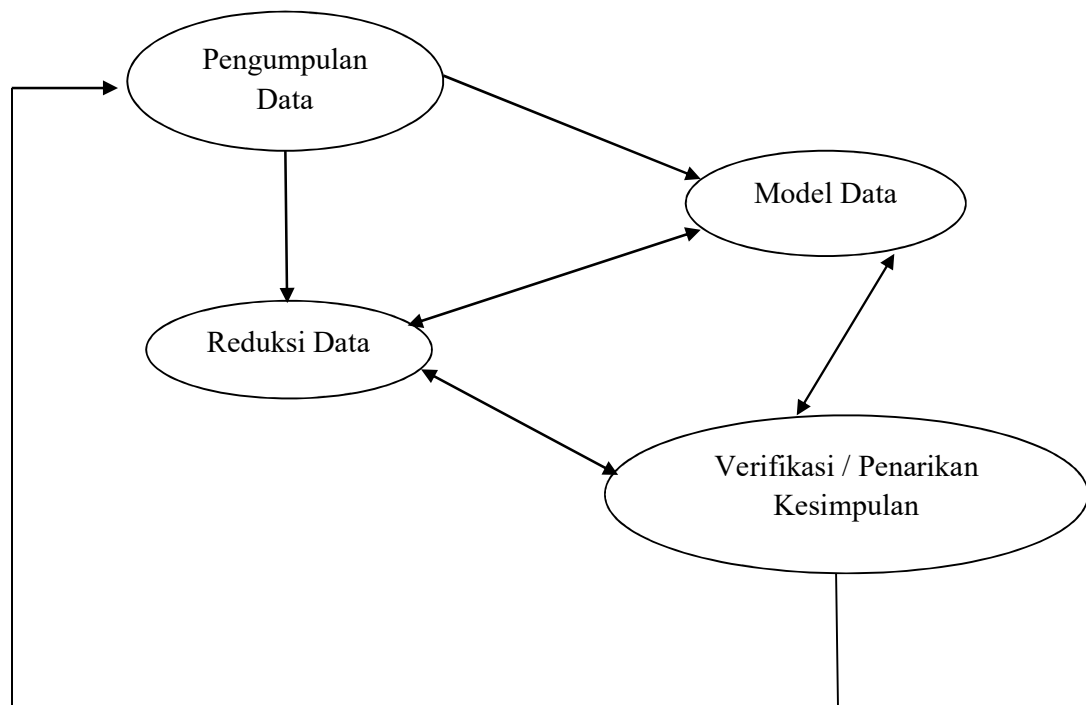 Pengumpulan
Data
Model Data
Reduksi Data
Verifikasi / Penarikan
Kesimpulan